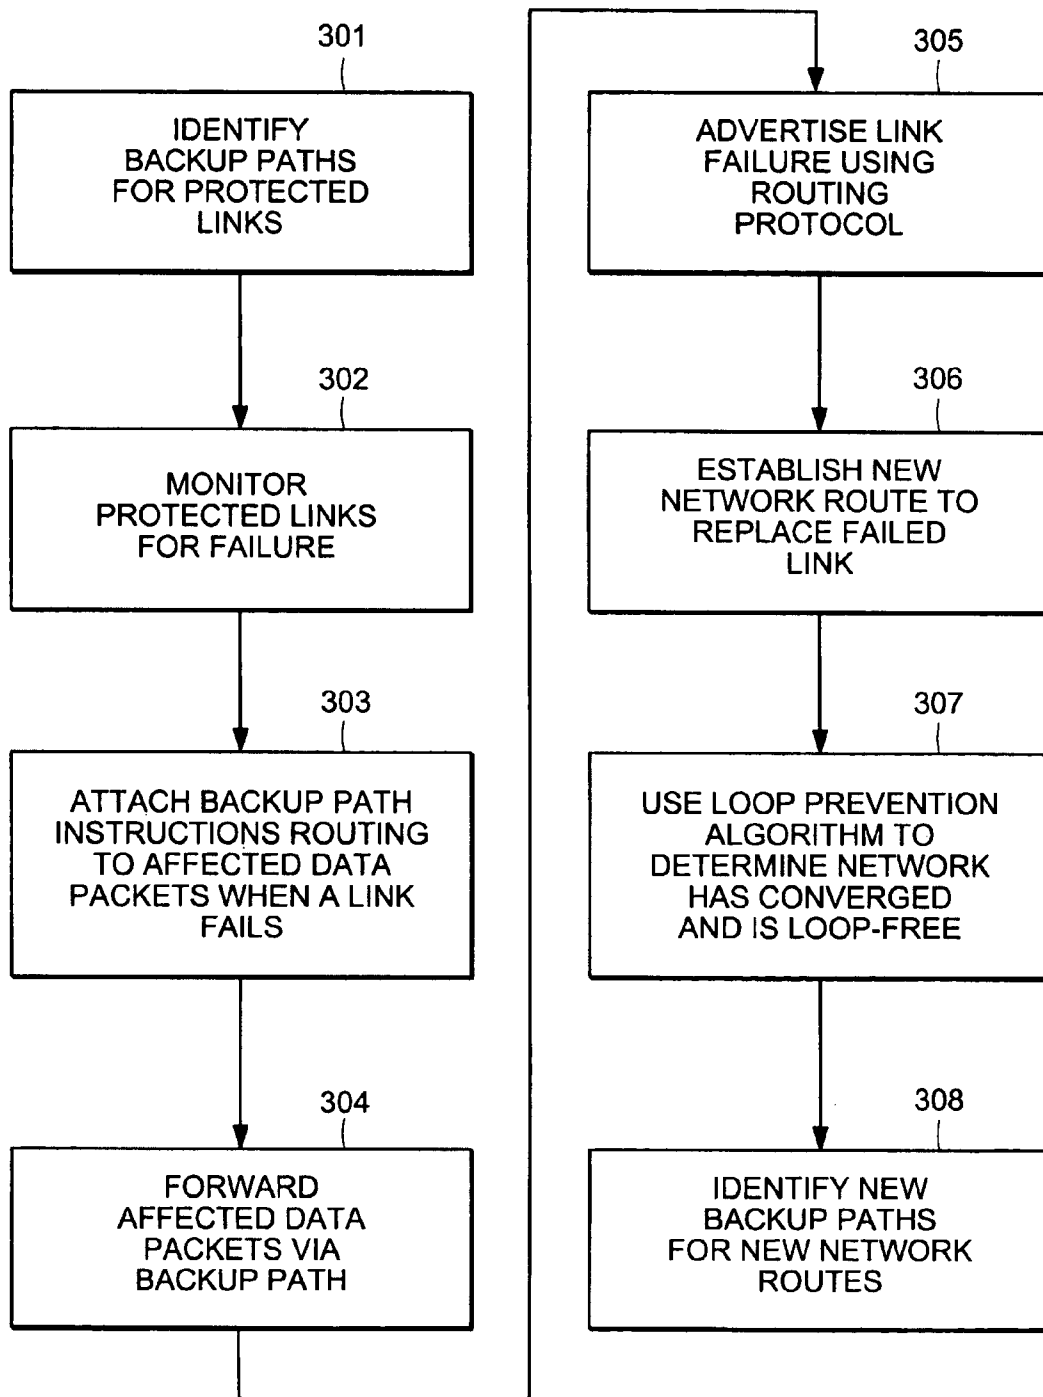 301
IDENTIFY
BACKUP PATHS
FOR PROTECTED
LINKS
302
MONITOR
PROTECTED LINKS
FOR FAILURE
303
ATTACH BACKUP PATH
INSTRUCTIONS ROUTING
TO AFFECTED DATA
PACKETS WHEN A LINK
FAILS
304
FORWARD
AFFECTED DATA
PACKETS VIA
BACKUP PATH
305
ADVERTISE LINK
FAILURE USING
ROUTING
PROTOCOL
306
ESTABLISH NEW
NETWORK ROUTE TO
REPLACE FAILED
LINK
307
USE LOOP PREVENTION
ALGORITHM TO
DETERMINE NETWORK
HAS CONVERGED
AND IS LOOP-FREE
308
IDENTIFY NEW
BACKUP PATHS
FOR NEW NETWORK
ROUTES